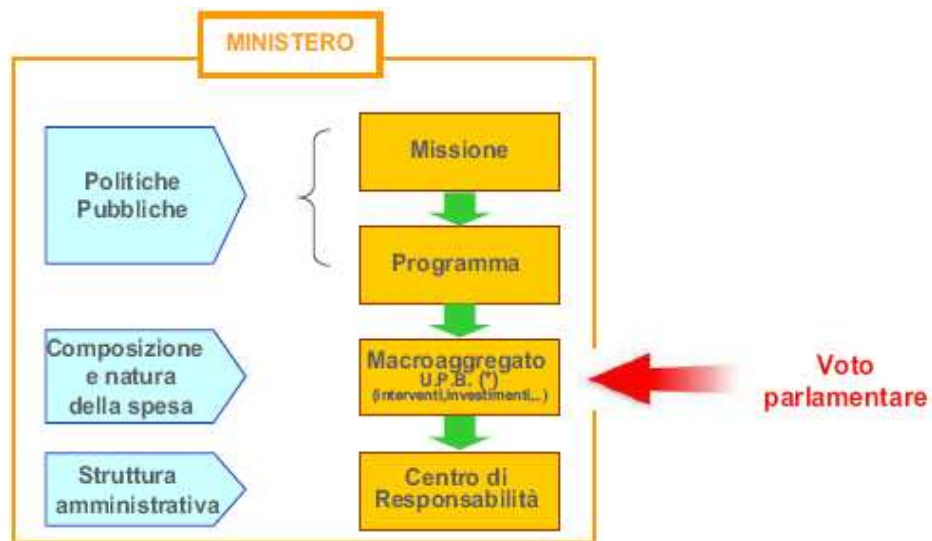 MINISTERO
Politiche
Pubbliche
Missione
Programma
Composizione
e natura
della spesa
Macroaggregato
U.P.B. (*)
(interventi,investimenti,..)
Voto
parlamentare
Struttura
amministrativa
Centro di
Responsabilità